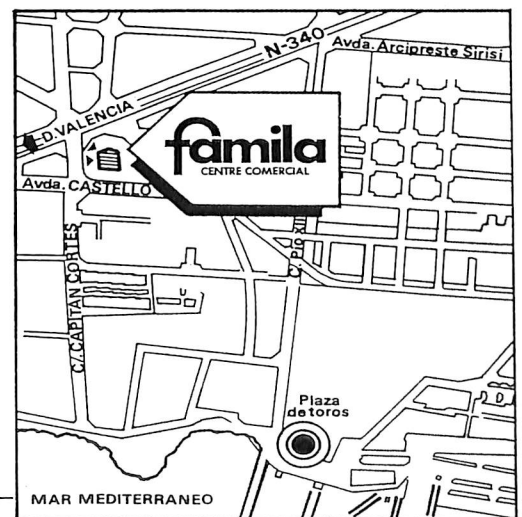 N-340
Avda. Arcipreste Sirisi
D. VALENCIA
famila
CENTRE COMERCIAL
Avda. CASTELLO
C/ Pio XII
C/. CAPITAN CORTES
Plaza
de toros
MAR MEDITERRANEO